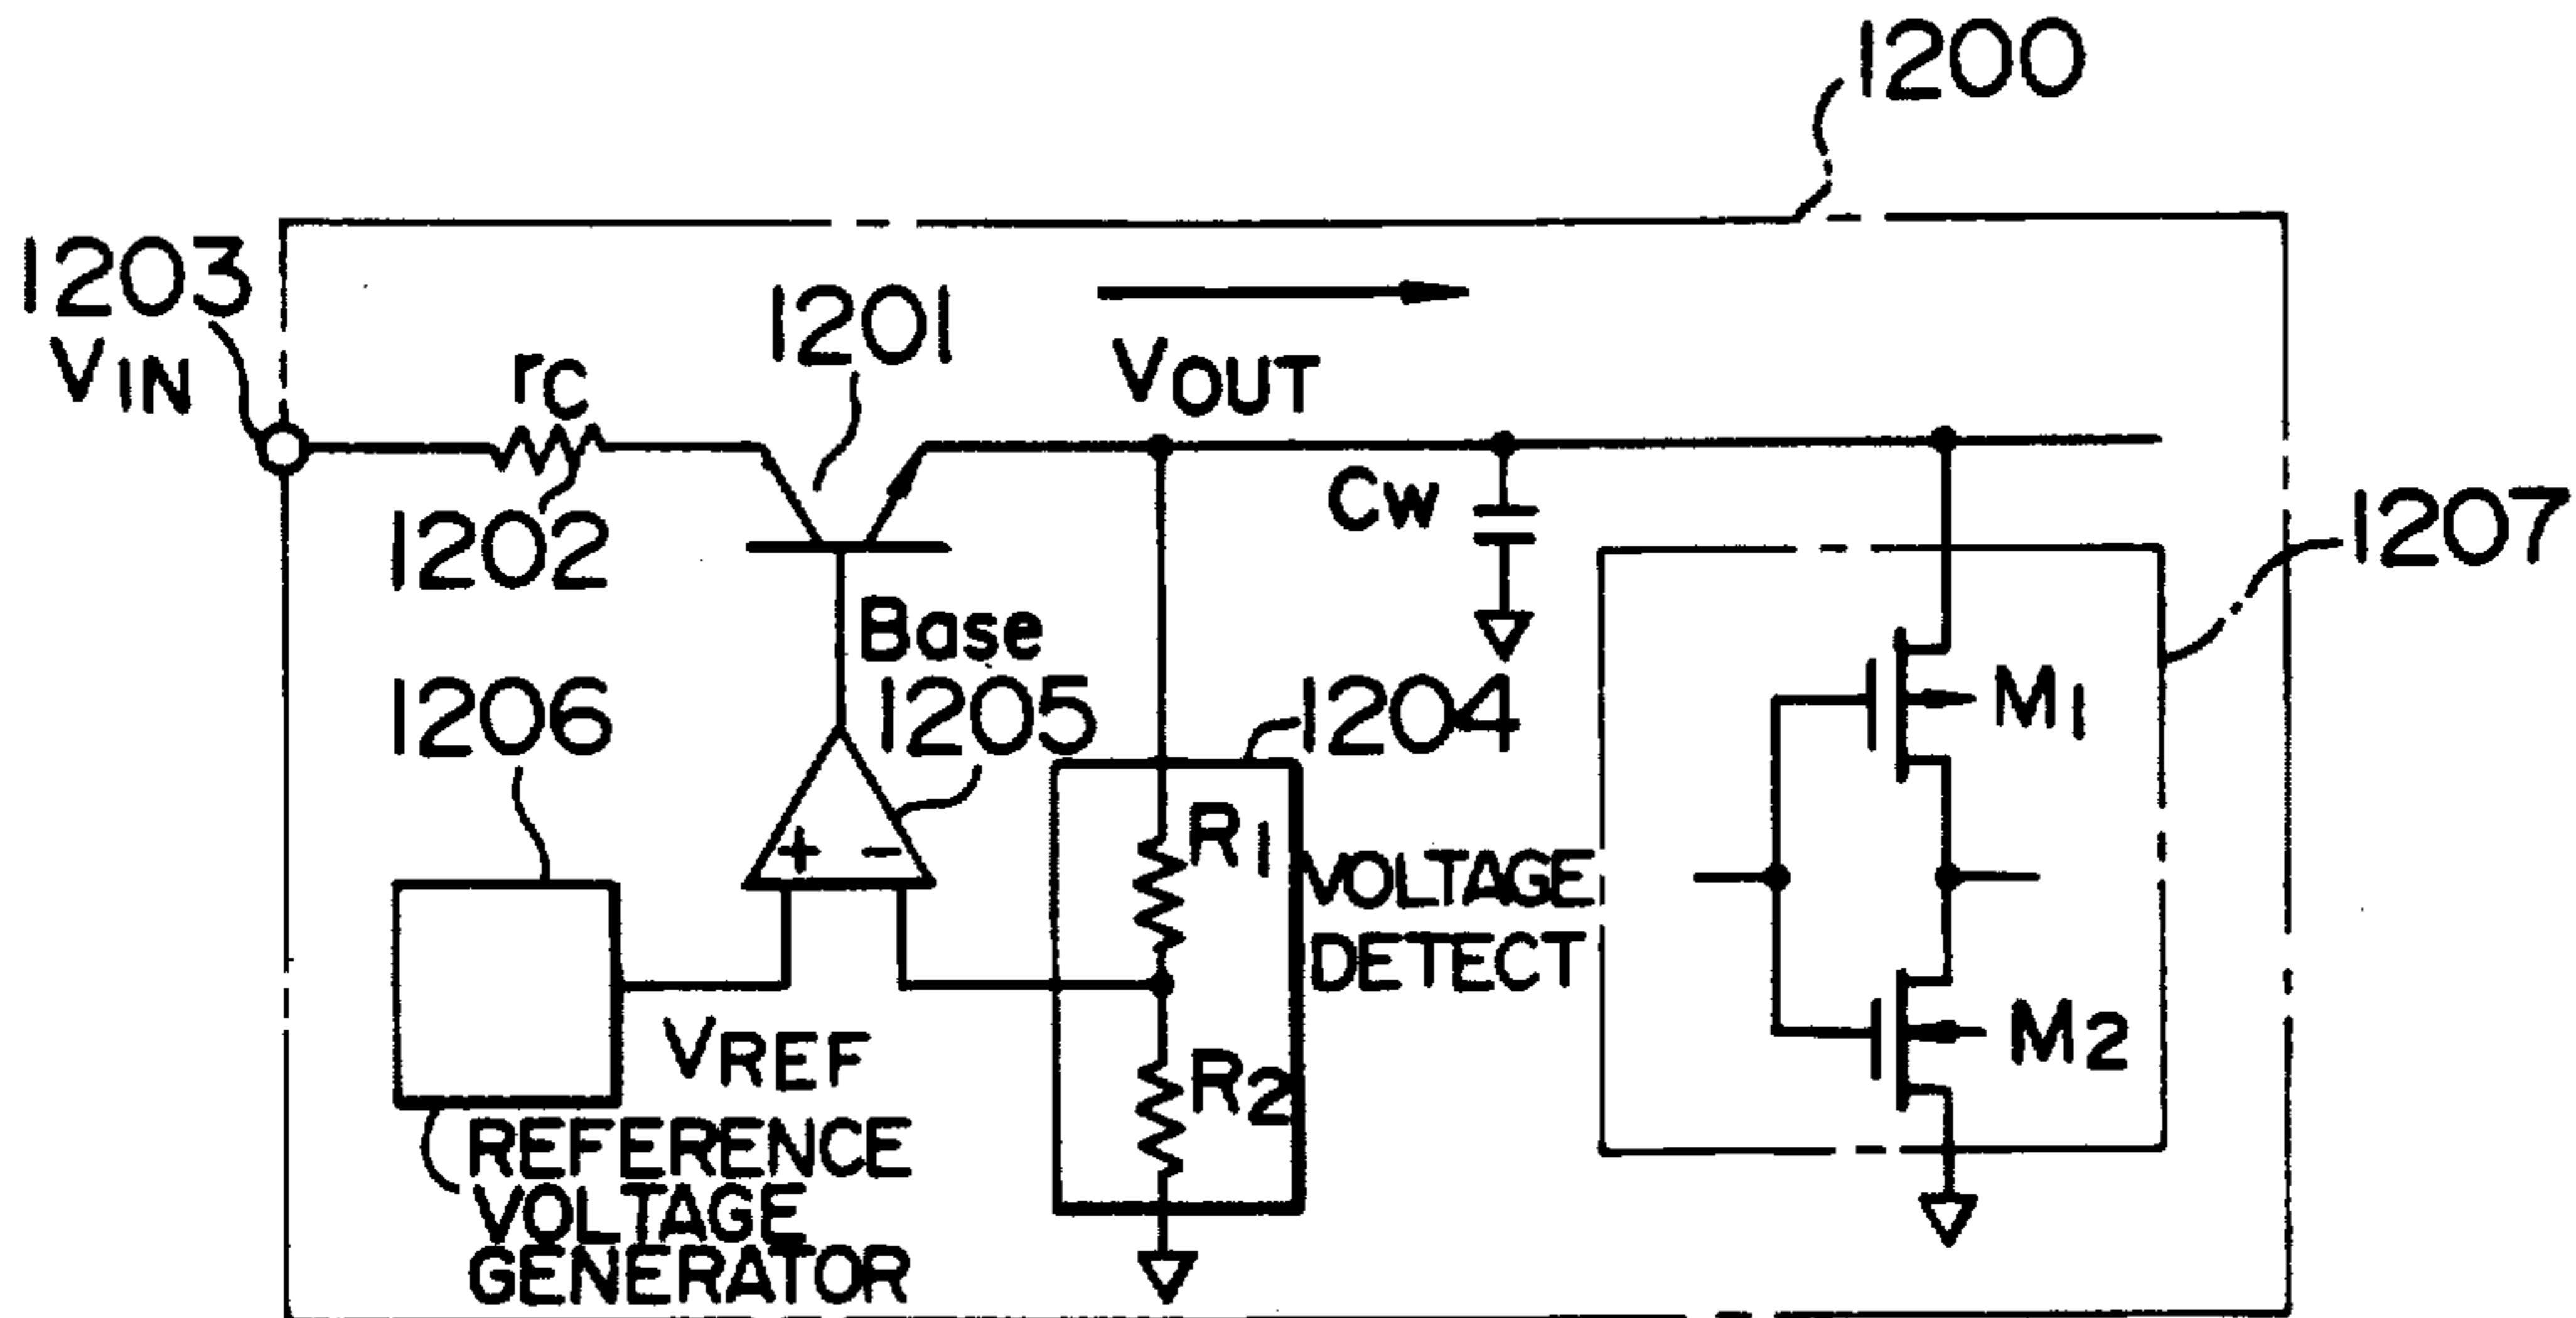 1200
1203
VIN
rC
1202
1201
VOUT
CW
1207
Base
1206
1205
1204
M1
+ -
R1
VOLTAGE
DETECT
VREF
R2
M2
REFERENCE
VOLTAGE
GENERATOR